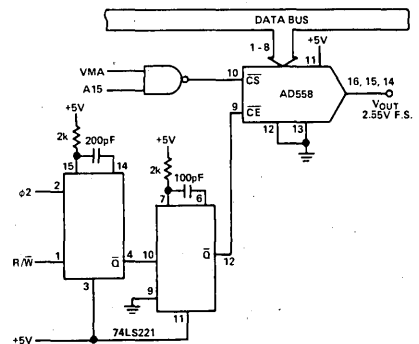 DATA BUS
1 - 8
+5V
11
VMA
A15
10
CS
AD558
16, 15, 14
VOUT
2.55V F.S.
9
CE
12
13
+5V
2k
200pF
15
14
+5V
2k
100pF
7
6
φ2
2
R/W
1
Q
4
10
Q
12
3
9
11
+5V
74LS221